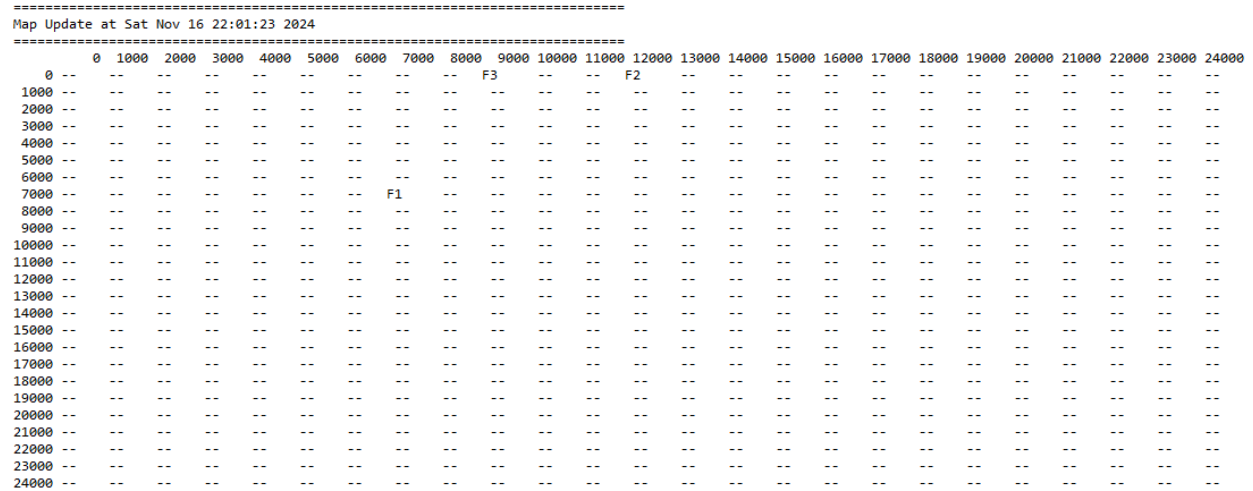 =============================================================================
Map Update at Sat Nov 16 22:01:23 2024
=============================================================================
0 1000 2000 3000 4000 5000 6000 7000 8000 9000 10000 11000 12000 13000 14000 15000 16000 17000 18000 19000 20000 21000 22000 23000 24000
0 -- -- -- -- -- -- -- -- -- F3 -- -- F2 -- -- -- -- -- -- -- -- -- -- -- --
1000 -- -- -- -- -- -- -- -- -- -- -- -- -- -- -- -- -- -- -- -- -- -- -- -- --
2000 -- -- -- -- -- -- -- -- -- -- -- -- -- -- -- -- -- -- -- -- -- -- -- -- --
3000 -- -- -- -- -- -- -- -- -- -- -- -- -- -- -- -- -- -- -- -- -- -- -- -- --
4000 -- -- -- -- -- -- -- -- -- -- -- -- -- -- -- -- -- -- -- -- -- -- -- -- --
5000 -- -- -- -- -- -- -- -- -- -- -- -- -- -- -- -- -- -- -- -- -- -- -- -- --
6000 -- -- -- -- -- -- -- -- -- -- -- -- -- -- -- -- -- -- -- -- -- -- -- -- --
7000 -- -- -- -- -- -- -- F1 -- -- -- -- -- -- -- -- -- -- -- -- -- -- -- -- --
8000 -- -- -- -- -- -- -- -- -- -- -- -- -- -- -- -- -- -- -- -- -- -- -- -- --
9000 -- -- -- -- -- -- -- -- -- -- -- -- -- -- -- -- -- -- -- -- -- -- -- -- --
10000 -- -- -- -- -- -- -- -- -- -- -- -- -- -- -- -- -- -- -- -- -- -- -- -- --
11000 -- -- -- -- -- -- -- -- -- -- -- -- -- -- -- -- -- -- -- -- -- -- -- -- --
12000 -- -- -- -- -- -- -- -- -- -- -- -- -- -- -- -- -- -- -- -- -- -- -- -- --
13000 -- -- -- -- -- -- -- -- -- -- -- -- -- -- -- -- -- -- -- -- -- -- -- -- --
14000 -- -- -- -- -- -- -- -- -- -- -- -- -- -- -- -- -- -- -- -- -- -- -- -- --
15000 -- -- -- -- -- -- -- -- -- -- -- -- -- -- -- -- -- -- -- -- -- -- -- -- --
16000 -- -- -- -- -- -- -- -- -- -- -- -- -- -- -- -- -- -- -- -- -- -- -- -- --
17000 -- -- -- -- -- -- -- -- -- -- -- -- -- -- -- -- -- -- -- -- -- -- -- -- --
18000 -- -- -- -- -- -- -- -- -- -- -- -- -- -- -- -- -- -- -- -- -- -- -- -- --
19000 -- -- -- -- -- -- -- -- -- -- -- -- -- -- -- -- -- -- -- -- -- -- -- -- --
20000 -- -- -- -- -- -- -- -- -- -- -- -- -- -- -- -- -- -- -- -- -- -- -- -- --
21000 -- -- -- -- -- -- -- -- -- -- -- -- -- -- -- -- -- -- -- -- -- -- -- -- --
22000 -- -- -- -- -- -- -- -- -- -- -- -- -- -- -- -- -- -- -- -- -- -- -- -- --
23000 -- -- -- -- -- -- -- -- -- -- -- -- -- -- -- -- -- -- -- -- -- -- -- -- --
24000 -- -- -- -- -- -- -- -- -- -- -- -- -- -- -- -- -- -- -- -- -- -- -- -- --